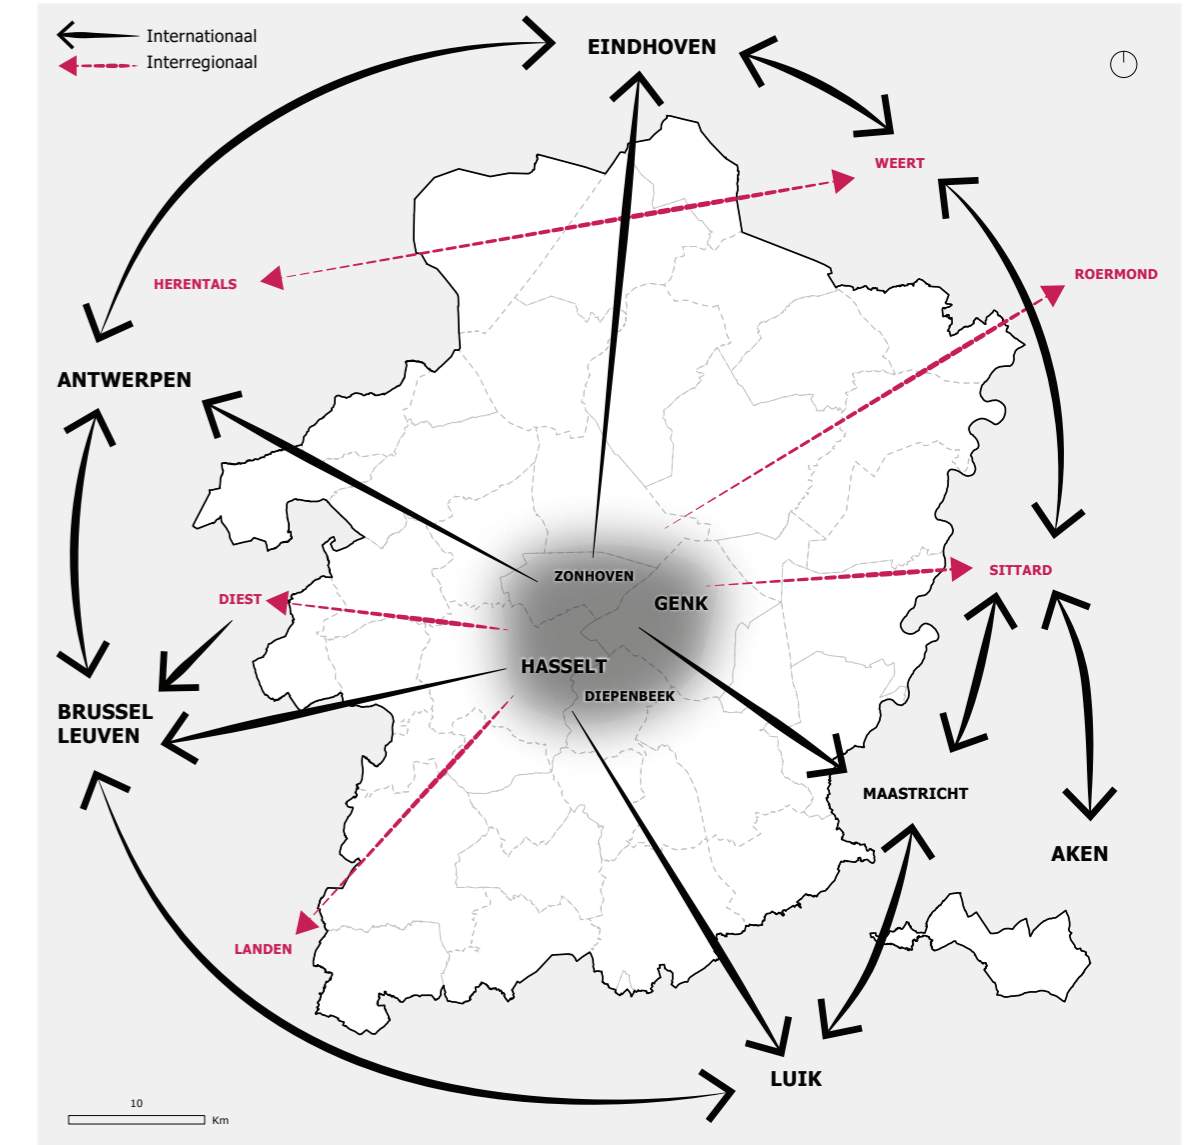 Internationaal
Interregionaal
EINDHOVEN
WEERT
ROERMOND
HERENTALS
ANTWERPEN
ZONHOVEN
SITTARD
GENK
DIEST
HASSELT
DIEPENBEEK
BRUSSEL
LEUVEN
MAASTRICHT
AKEN
LANDEN
LUIK
10
Km